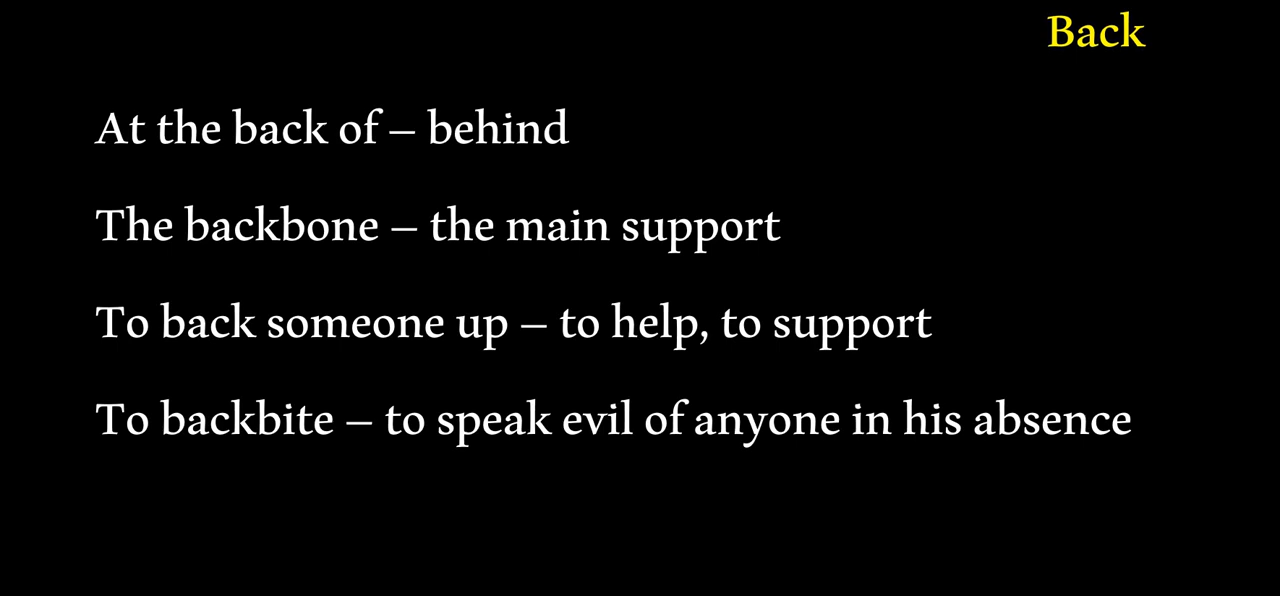 Back
At the back of – behind
The backbone – the main support
To back someone up – to help, to support
To backbite – to speak evil of anyone in his absence